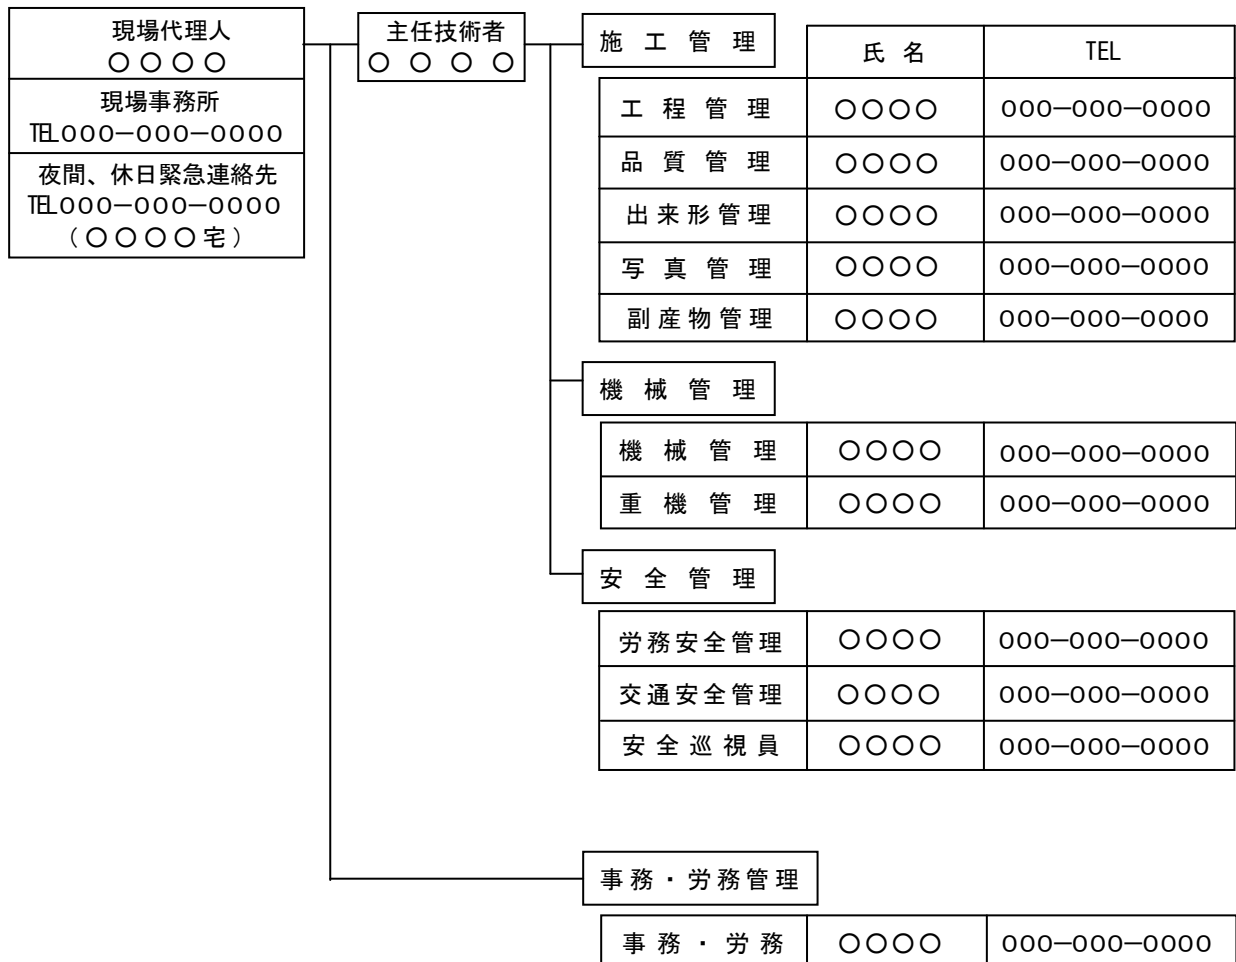 現場代理人
○○○○
現場事務所
TEL000-000-0000
夜間、休日緊急連絡先
TEL000-000-0000
(○○○○宅)
主任技術者
○○○○
施工管理
氏名 TEL
工程管理 ○○○○ 000-000-0000
品質管理 ○○○○ 000-000-0000
出来形管理 ○○○○ 000-000-0000
写真管理 ○○○○ 000-000-0000
副産物管理 ○○○○ 000-000-0000
機械管理
機械管理 ○○○○ 000-000-0000
重機管理 ○○○○ 000-000-0000
安全管理
労務安全管理 ○○○○ 000-000-0000
交通安全管理 ○○○○ 000-000-0000
安全巡視員 ○○○○ 000-000-0000
事務・労務管理
事務・労務 ○○○○ 000-000-0000